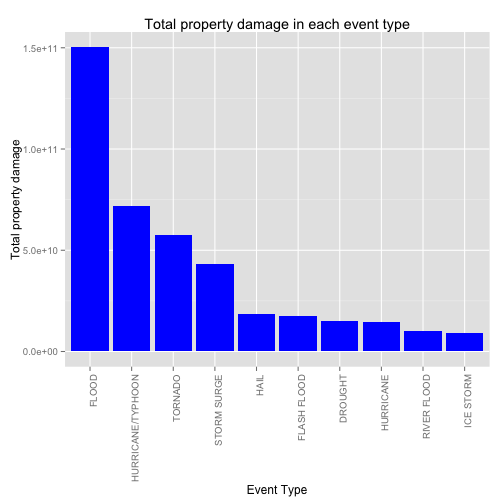 Total property damage in each event type
Total property damage
1.5e+11
1.0e+11
5.0e+10
0.0e+00
FLOOD
HURRICANE/TYPHOON
TORNADO
STORM SURGE
HAIL
FLASH FLOOD
DROUGHT
HURRICANE
RIVER FLOOD
ICE STORM
Event Type